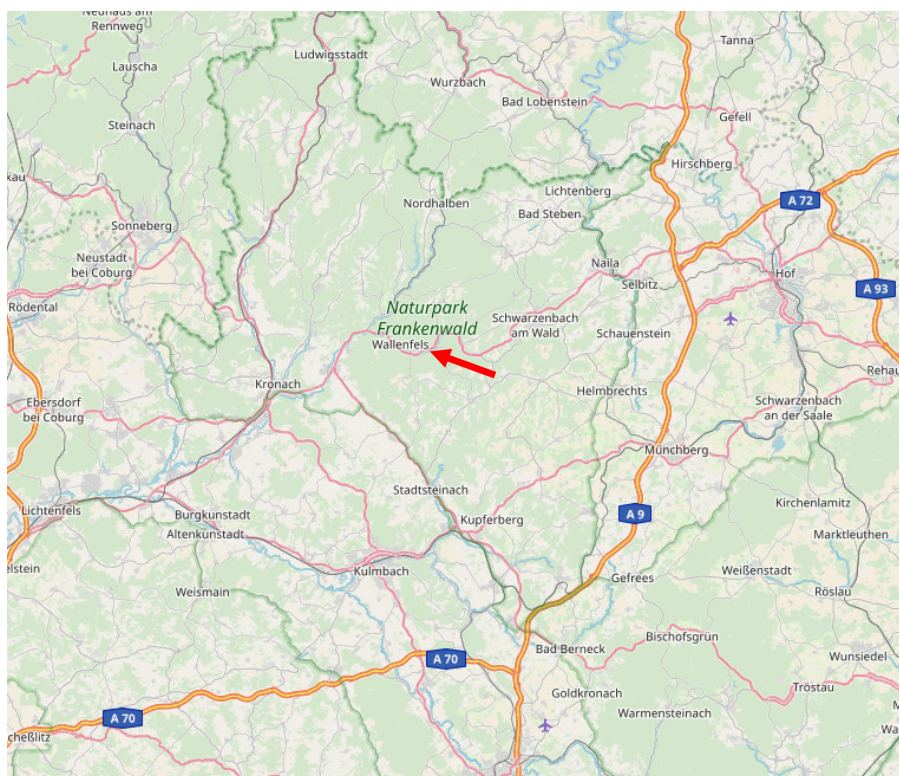 Neuhaus am
Rennweg
Lauscha
Ludwigsstadt
Tanna
Wurzbach
Bad Lobenstein
Gefell
Steinach
Hirschberg
Lichtenberg
Nordhalben
Bad Steben
A 72
Sonneberg
Neustadt
bei Coburg
Naila
Selbitz
Hof
A 93
Rödental
Naturpark
Frankenwald
Schwarzenbach
am Wald
Schauenstein
Wallenfels
Rehau
Kronach
Helmbrechts
Ebersdorf
bei Coburg
Schwarzenbach
an der Saale
Münchberg
Stadtsteinach
Lichtenfels
Burgkunstadt
Altenkunstadt
Kupferberg
A 9
Kirchenlamitz
Marktleuthen
Kulmbach
Gefrees
Weißenstadt
Weismain
Röslau
Bischofsgrün
Bad Berneck
A 70
Wunsiedel
Goldkronach
Tröstau
Warmensteinach
A 70